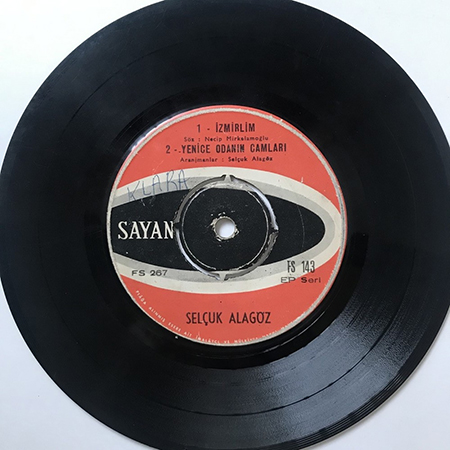 1 - İZMİRLİM
Söz : Necip Mirkelamoğlu
2 - YENİCE ODANIN CAMLARI
Aranjmanlar : Selçuk Alagöz
KLARA
SAYAN
FS 267
FS 143
EP Seri
SELÇUK ALAGÖZ